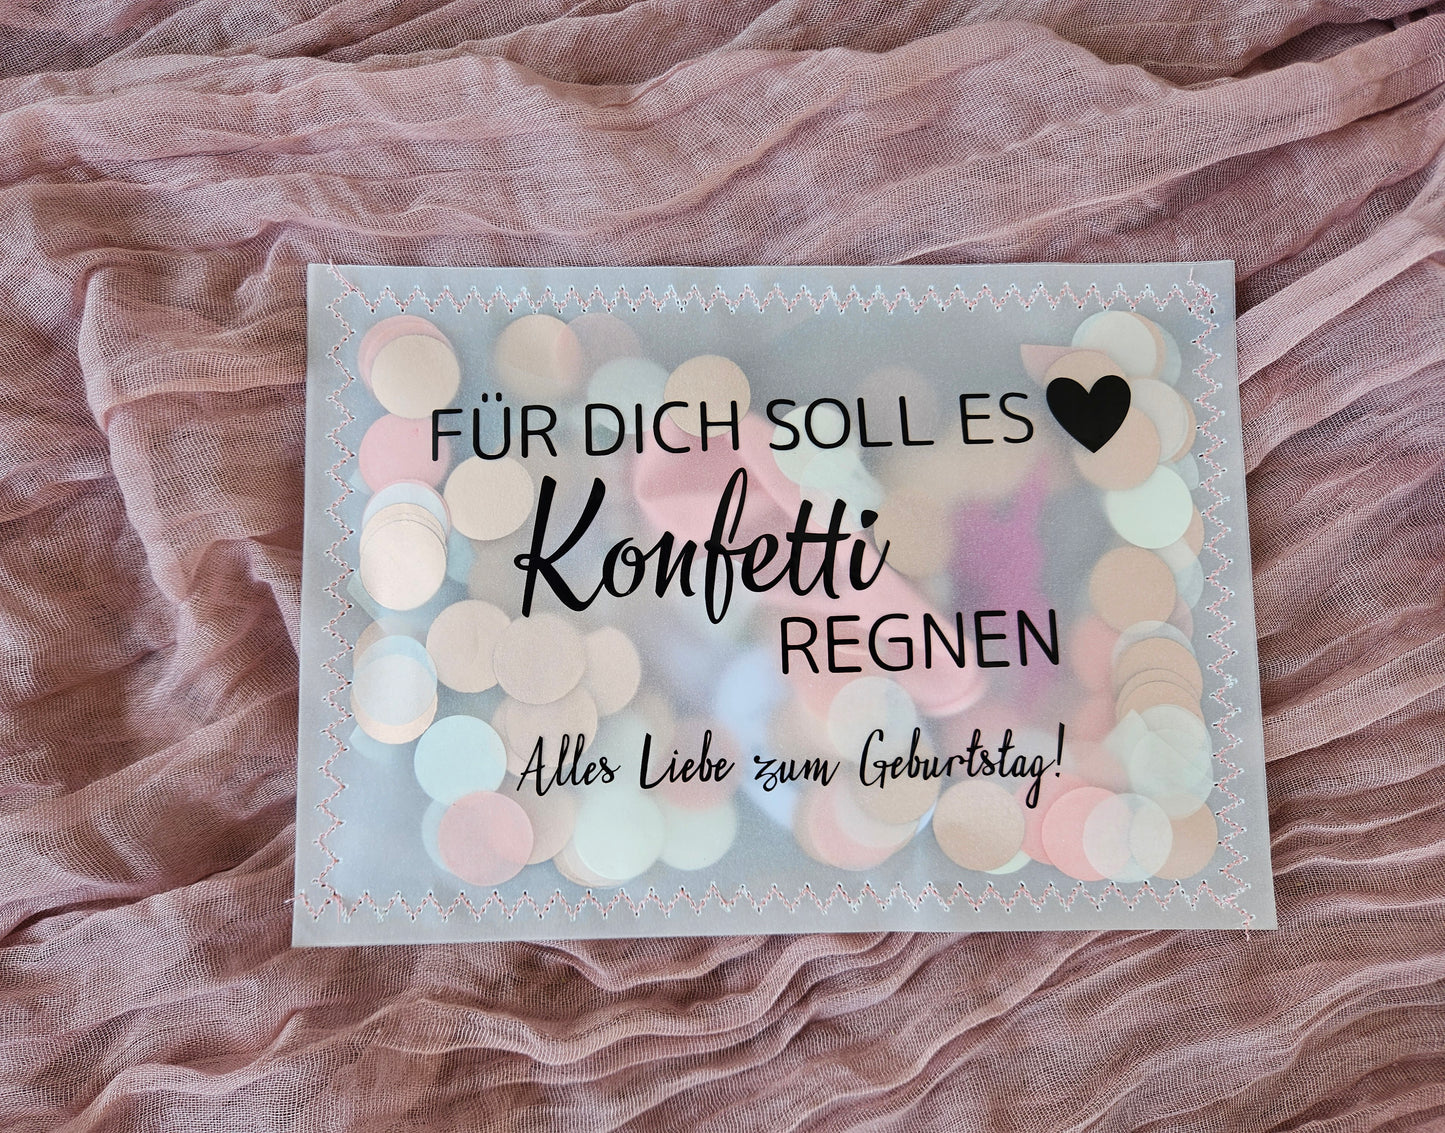 FÜR DICH SOLL ES
Konfetti
REGNEN
Alles Liebe zum Geburtstag!